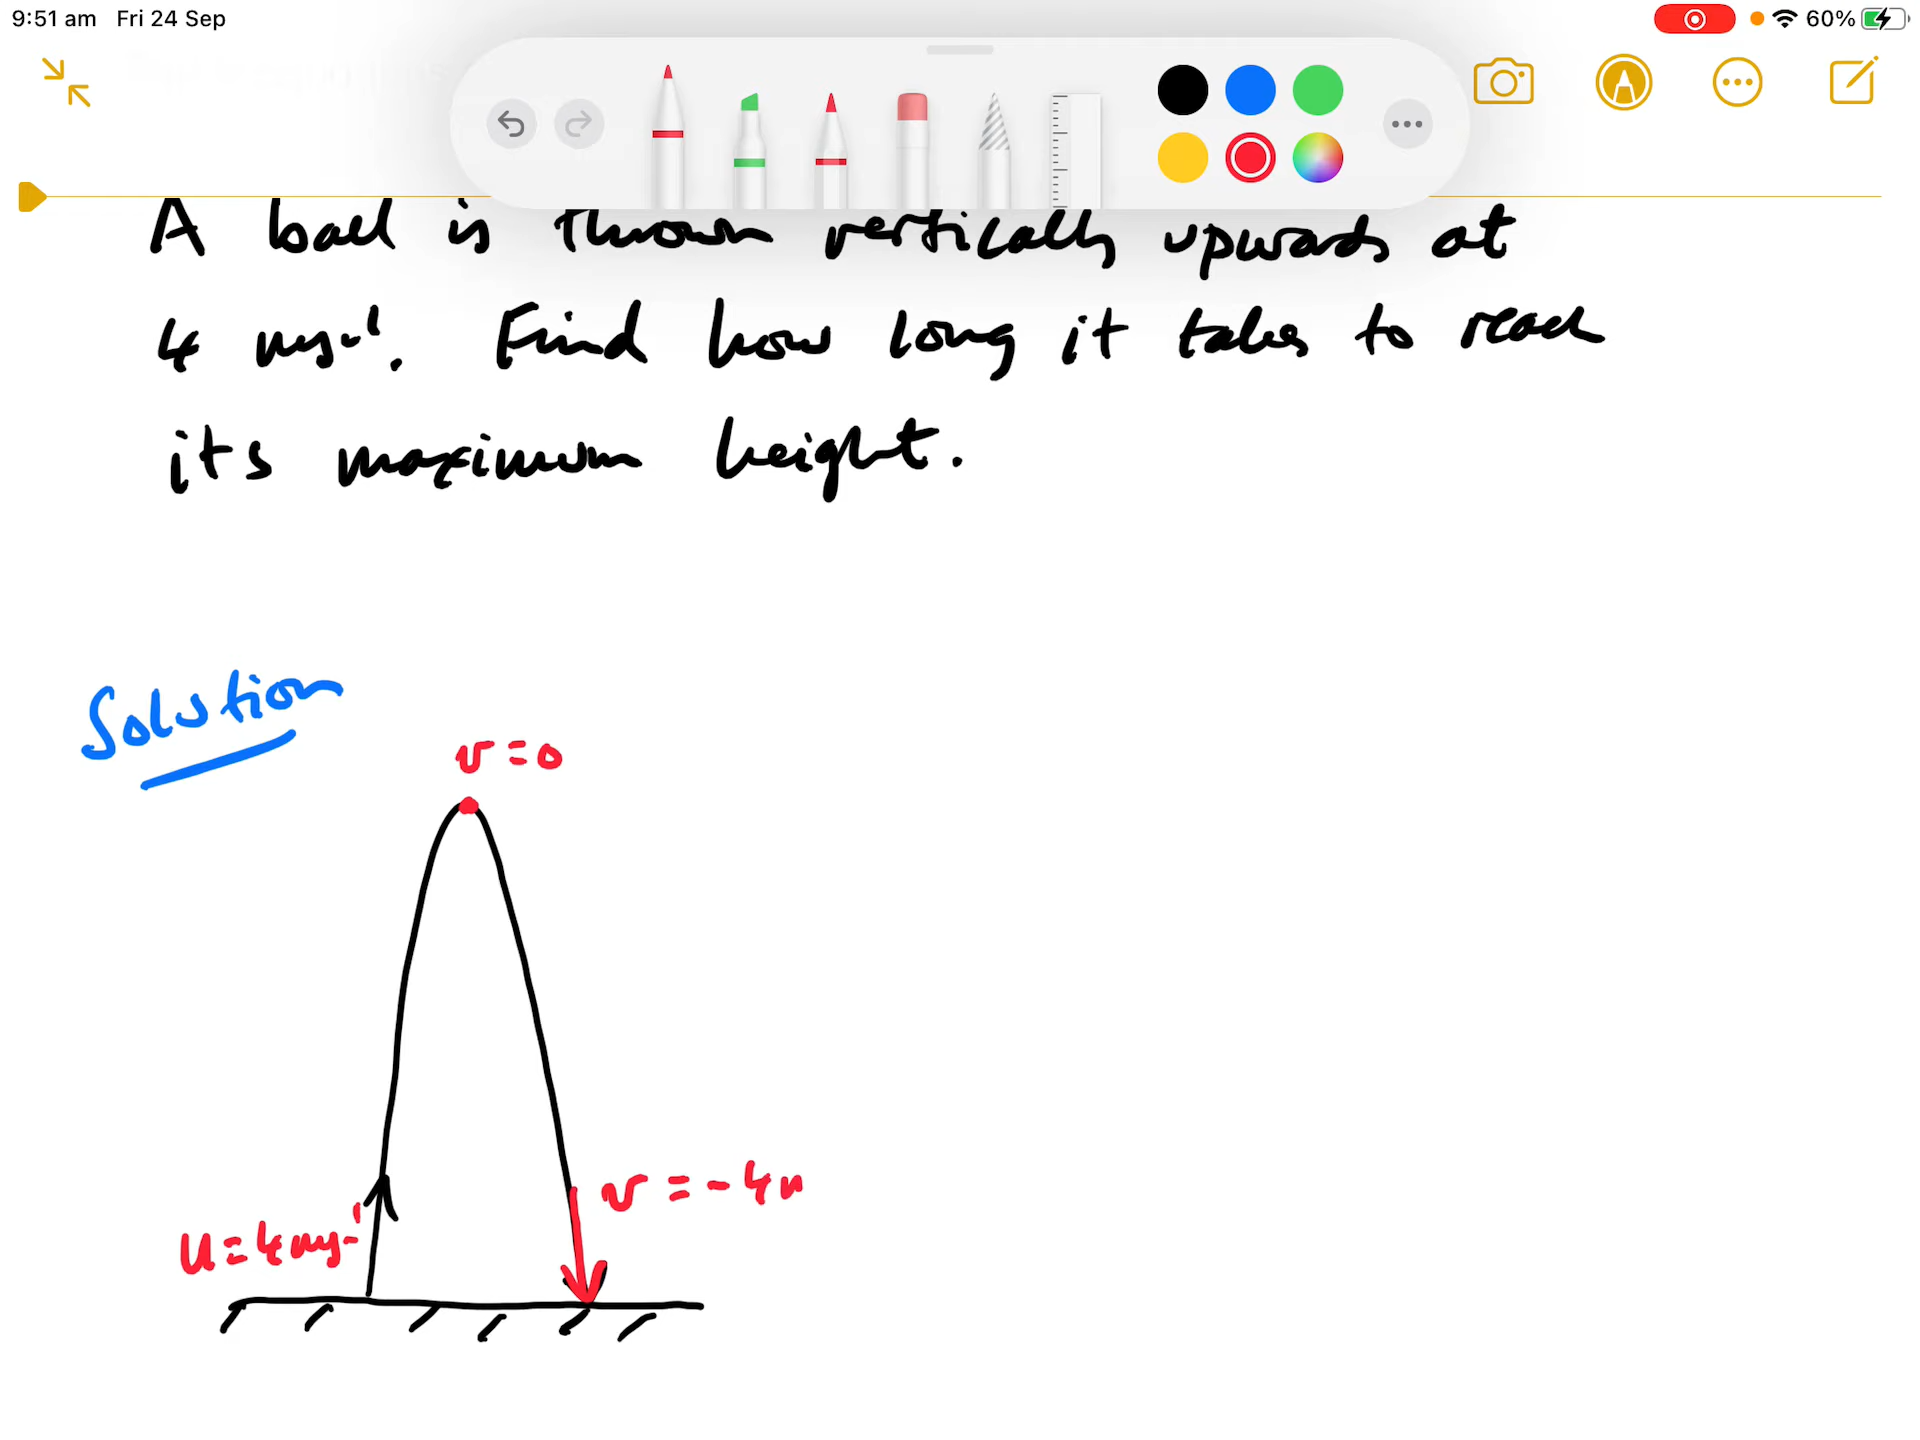 9:51 am Fri 24 Sep
60%
A ball is thrown vertically upwards at
4 ms⁻¹. Find how long it takes to reach
its maximum height.
Solution
v = 0
v = -4m
u = 4ms⁻¹